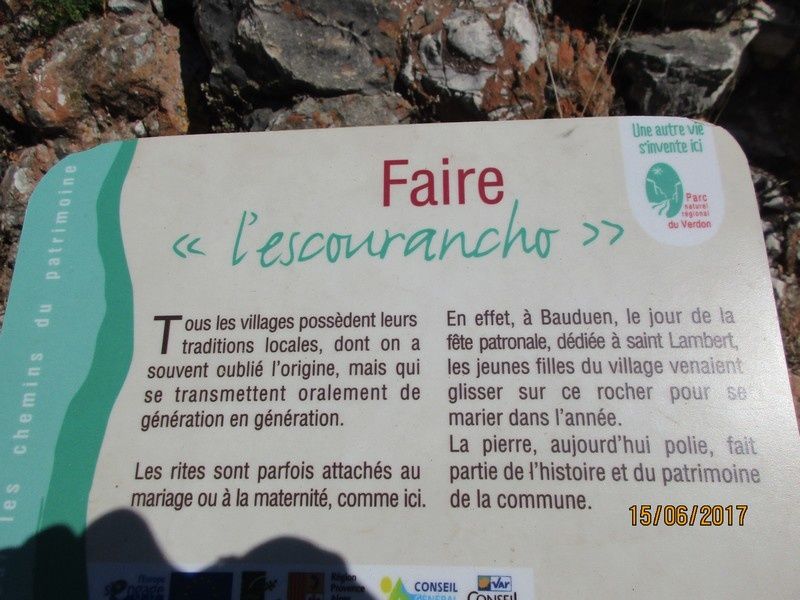 les chemins du patrimoine
Une autre vie
s'invente ici
Parc
naturel
régional
du Verdon
Faire
« l'escourancho »
Tous les villages possèdent leurs
traditions locales, dont on a
souvent oublié l'origine, mais qui
se transmettent oralement de
génération en génération.
Les rites sont parfois attachés au
mariage ou à la maternité, comme ici.
En effet, à Bauduen, le jour de la
fête patronale, dédiée à saint Lambert,
les jeunes filles du village venaient
glisser sur ce rocher pour se
marier dans l'année.
La pierre, aujourd'hui polie, fait
partie de l'histoire et du patrimoine
de la commune.
15/06/2017
l'Europe
Région
Provence
CONSEIL
GENERAL
VAR
CONSEIL